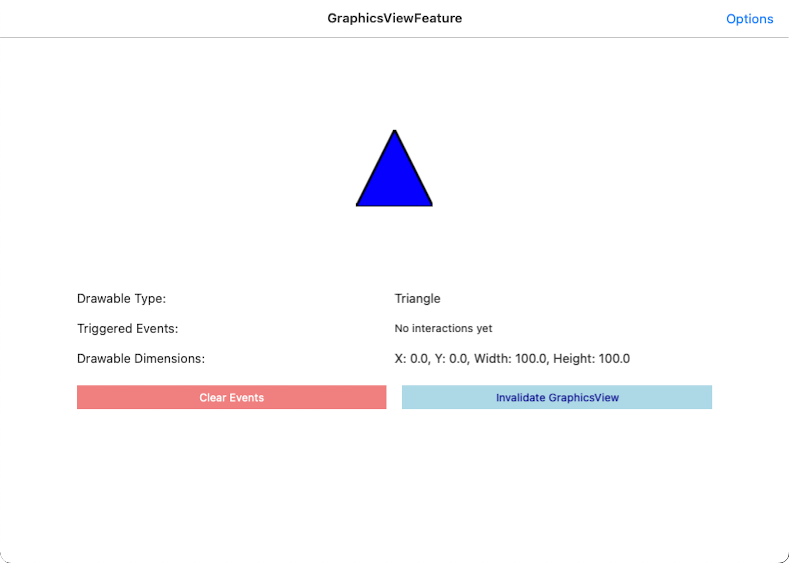 GraphicsViewFeature
Options
Drawable Type: Triangle
Triggered Events: No interactions yet
Drawable Dimensions: X: 0.0, Y: 0.0, Width: 100.0, Height: 100.0
Clear Events Invalidate GraphicsView